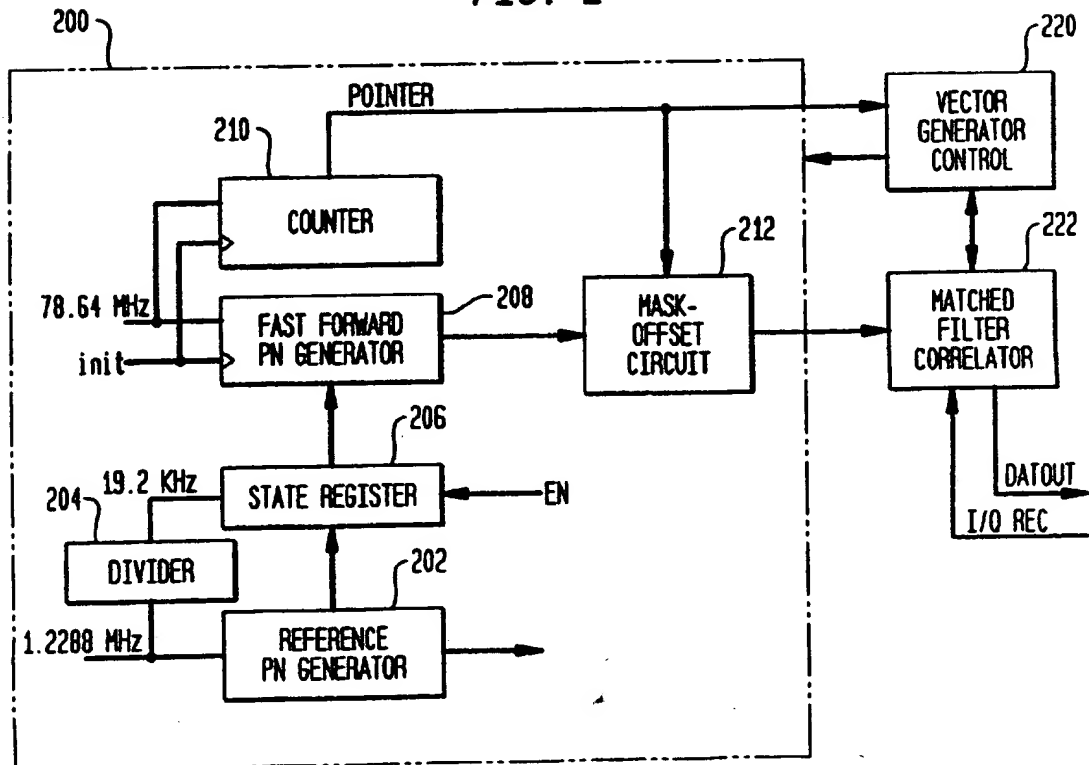 200
220
POINTER
210
VECTOR
GENERATOR
CONTROL
COUNTER
212
222
78.64 MHz
208
init
FAST FORWARD
PN GENERATOR
MASK-
OFFSET
CIRCUIT
MATCHED
FILTER
CORRELATOR
206
19.2 KHz
204
STATE REGISTER
EN
DATOUT
I/Q REC
DIVIDER
202
1.2288 MHz
REFERENCE
PN GENERATOR